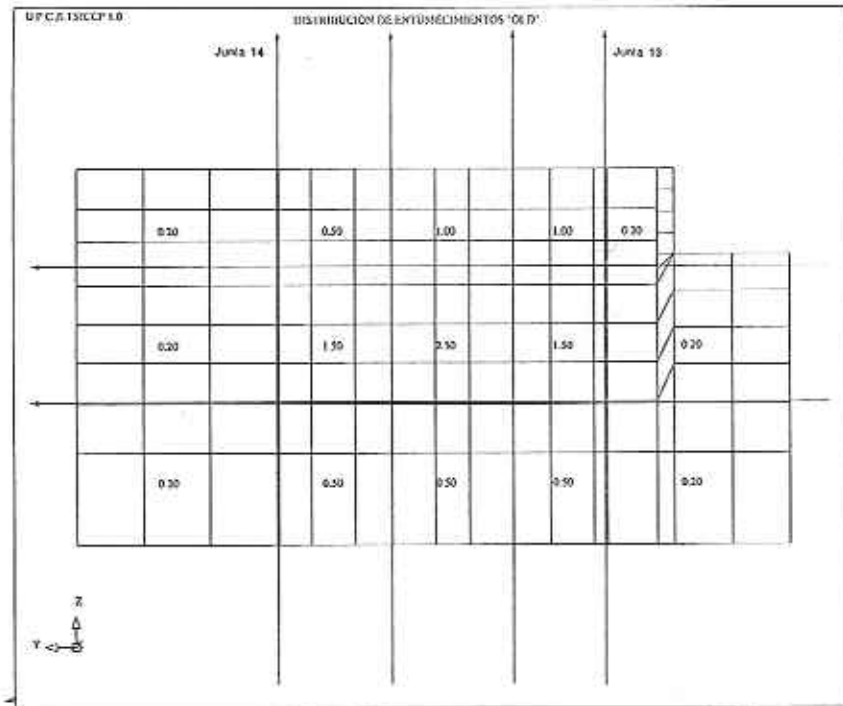 DISTRIBUCION DE ENTUMECIMIENTOS "OLD"
Junta 14
Junta 13
0.20 0.50 1.00 1.00 0.20
0.20 1.50 2.50 1.50 0.20
0.20 0.50 0.50 0.50 0.20
Z
Y